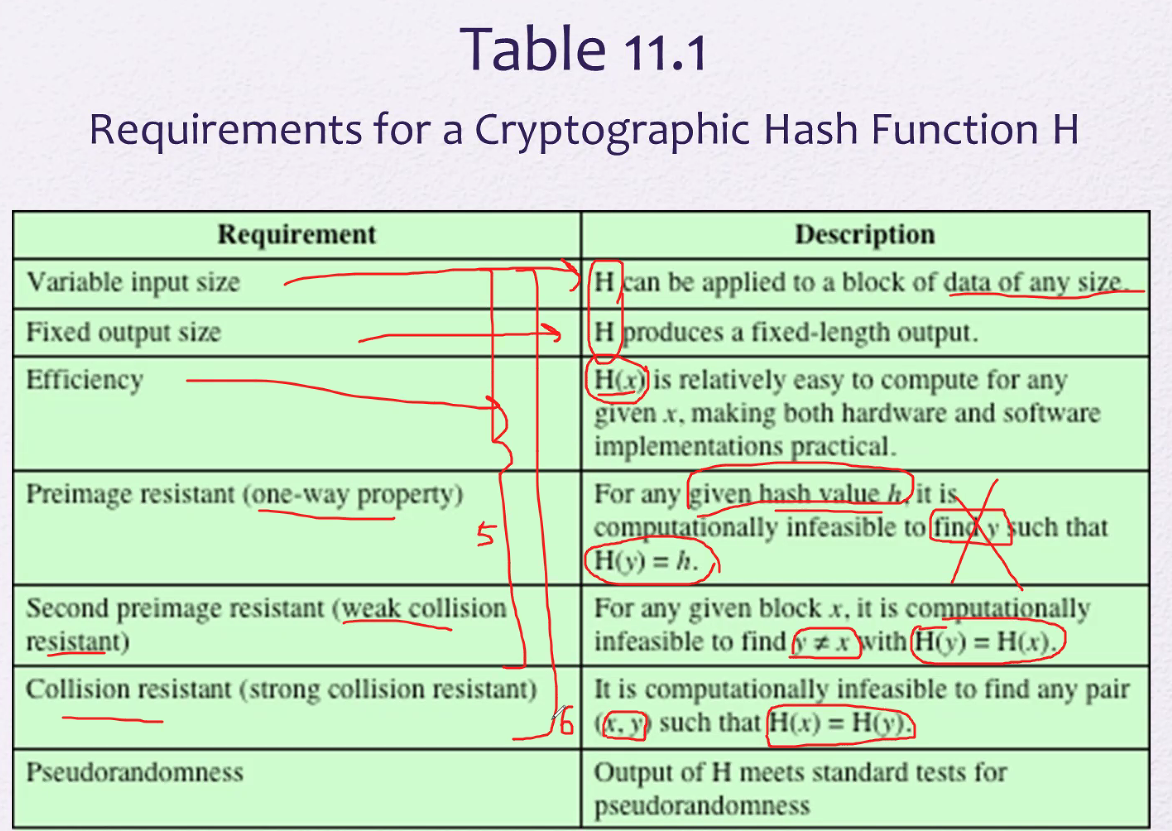 Table 11.1
Requirements for a Cryptographic Hash Function H
Requirement
Description
Variable input size
H can be applied to a block of data of any size.
Fixed output size
H produces a fixed-length output.
Efficiency
H(x) is relatively easy to compute for any
given x, making both hardware and software
implementations practical.
Preimage resistant (one-way property)
For any given hash value h, it is
computationally infeasible to find y such that
H(y) = h.
5
Second preimage resistant (weak collision
resistant)
For any given block x, it is computationally
infeasible to find y ≠ x with H(y) = H(x).
Collision resistant (strong collision resistant)
It is computationally infeasible to find any pair
(x, y) such that H(x) = H(y).
6
Pseudorandomness
Output of H meets standard tests for
pseudorandomness